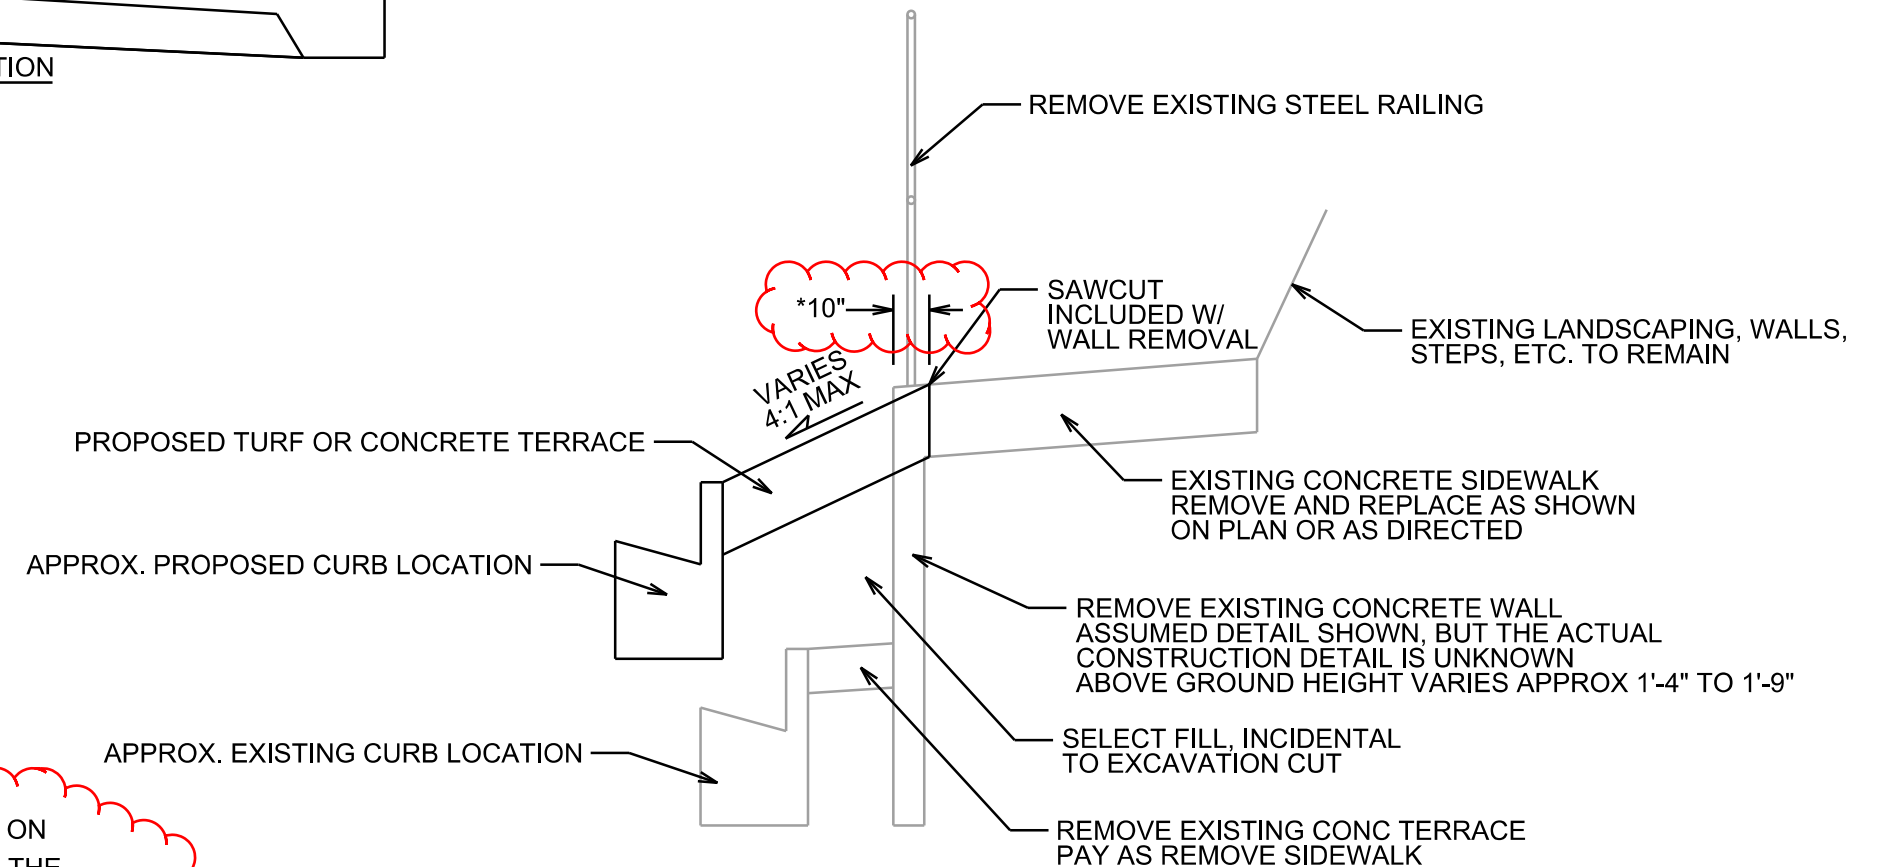 TION
REMOVE EXISTING STEEL RAILING
*10"
SAWCUT
INCLUDED W/
WALL REMOVAL
EXISTING LANDSCAPING, WALLS,
STEPS, ETC. TO REMAIN
VARIES
4:1 MAX
PROPOSED TURF OR CONCRETE TERRACE
EXISTING CONCRETE SIDEWALK
REMOVE AND REPLACE AS SHOWN
ON PLAN OR AS DIRECTED
APPROX. PROPOSED CURB LOCATION
REMOVE EXISTING CONCRETE WALL
ASSUMED DETAIL SHOWN, BUT THE ACTUAL
CONSTRUCTION DETAIL IS UNKNOWN
ABOVE GROUND HEIGHT VARIES APPROX 1'-4" TO 1'-9"
SELECT FILL, INCIDENTAL
TO EXCAVATION CUT
APPROX. EXISTING CURB LOCATION
REMOVE EXISTING CONC TERRACE
PAY AS REMOVE SIDEWALK
ON
THE